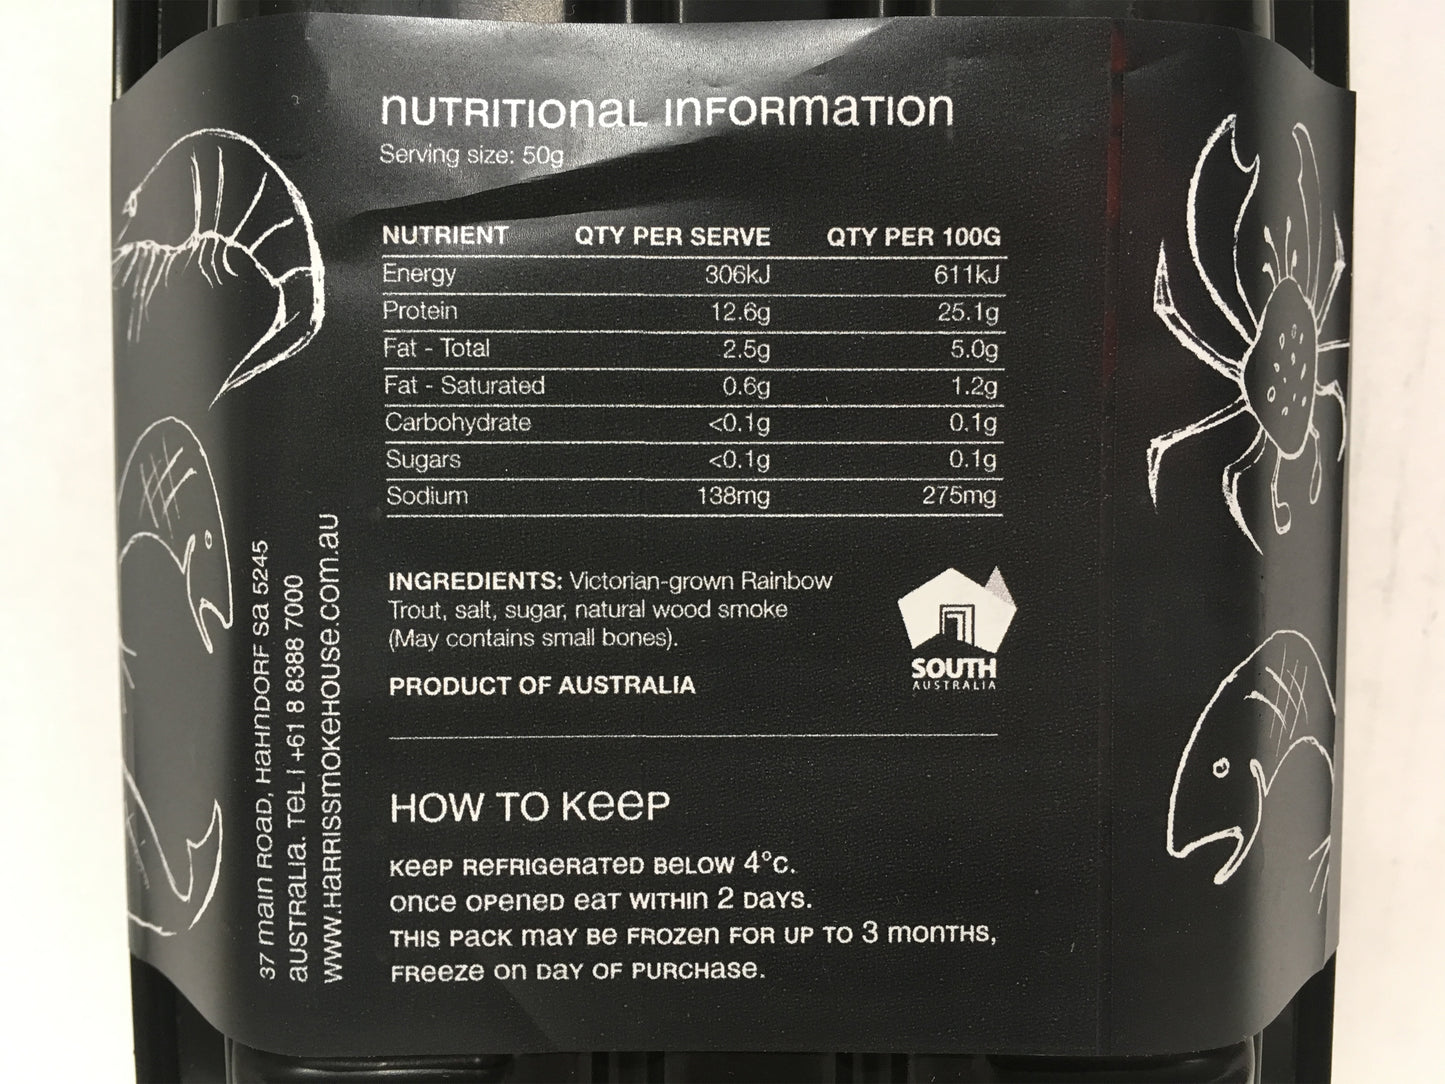 nUTRITIOnaL InFORmaTIOn
Serving size: 50g
NUTRIENT QTY PER SERVE QTY PER 100G
Energy 306kJ 611kJ
Protein 12.6g 25.1g
Fat - Total 2.5g 5.0g
Fat - Saturated 0.6g 1.2g
Carbohydrate <0.1g 0.1g
Sugars <0.1g 0.1g
Sodium 138mg 275mg
INGREDIENTS: Victorian-grown Rainbow
Trout, salt, sugar, natural wood smoke
(May contains small bones).
PRODUCT OF AUSTRALIA
SOUTH
AUSTRALIA
HOW TO KeeP
KeeP ReFRIGeRaTeD BeLOW 4°C.
once OPeneD eaT WITHIn 2 DaYS.
THIS Pack maY Be FROZen FOR UP TO 3 monTHS,
FReeze on DaY OF PURCHase.
37 main ROaD, HaHnDORF Sa 5245
aUSTRaLIa. TeL | +61 8 8388 7000
www.HaRRISSmOKeHOUSe.com.au